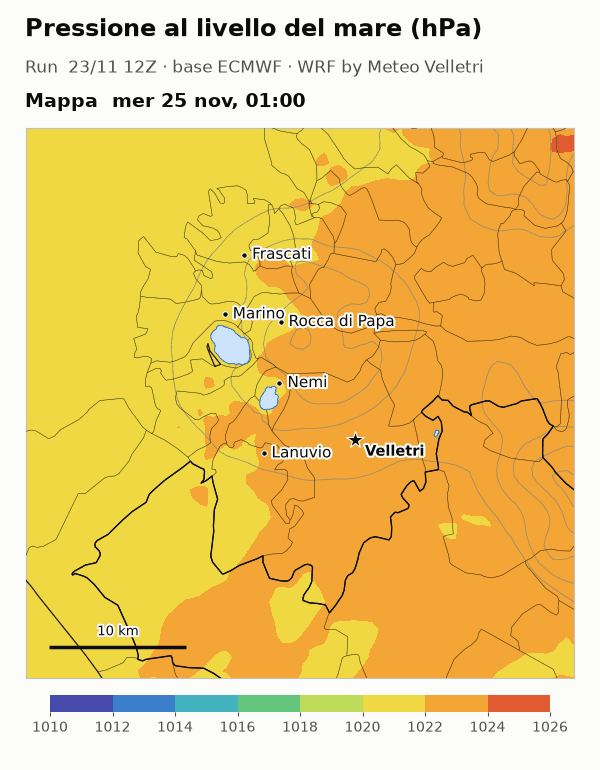 Pressione al livello del mare (hPa)
Run  23/11 12Z · base ECMWF · WRF by Meteo Velletri
Mappa  mer 25 nov, 01:00
Frascati
Marino
Rocca di Papa
Nemi
Velletri
Lanuvio
10 km
1010 1012 1014 1016 1018 1020 1022 1024 1026